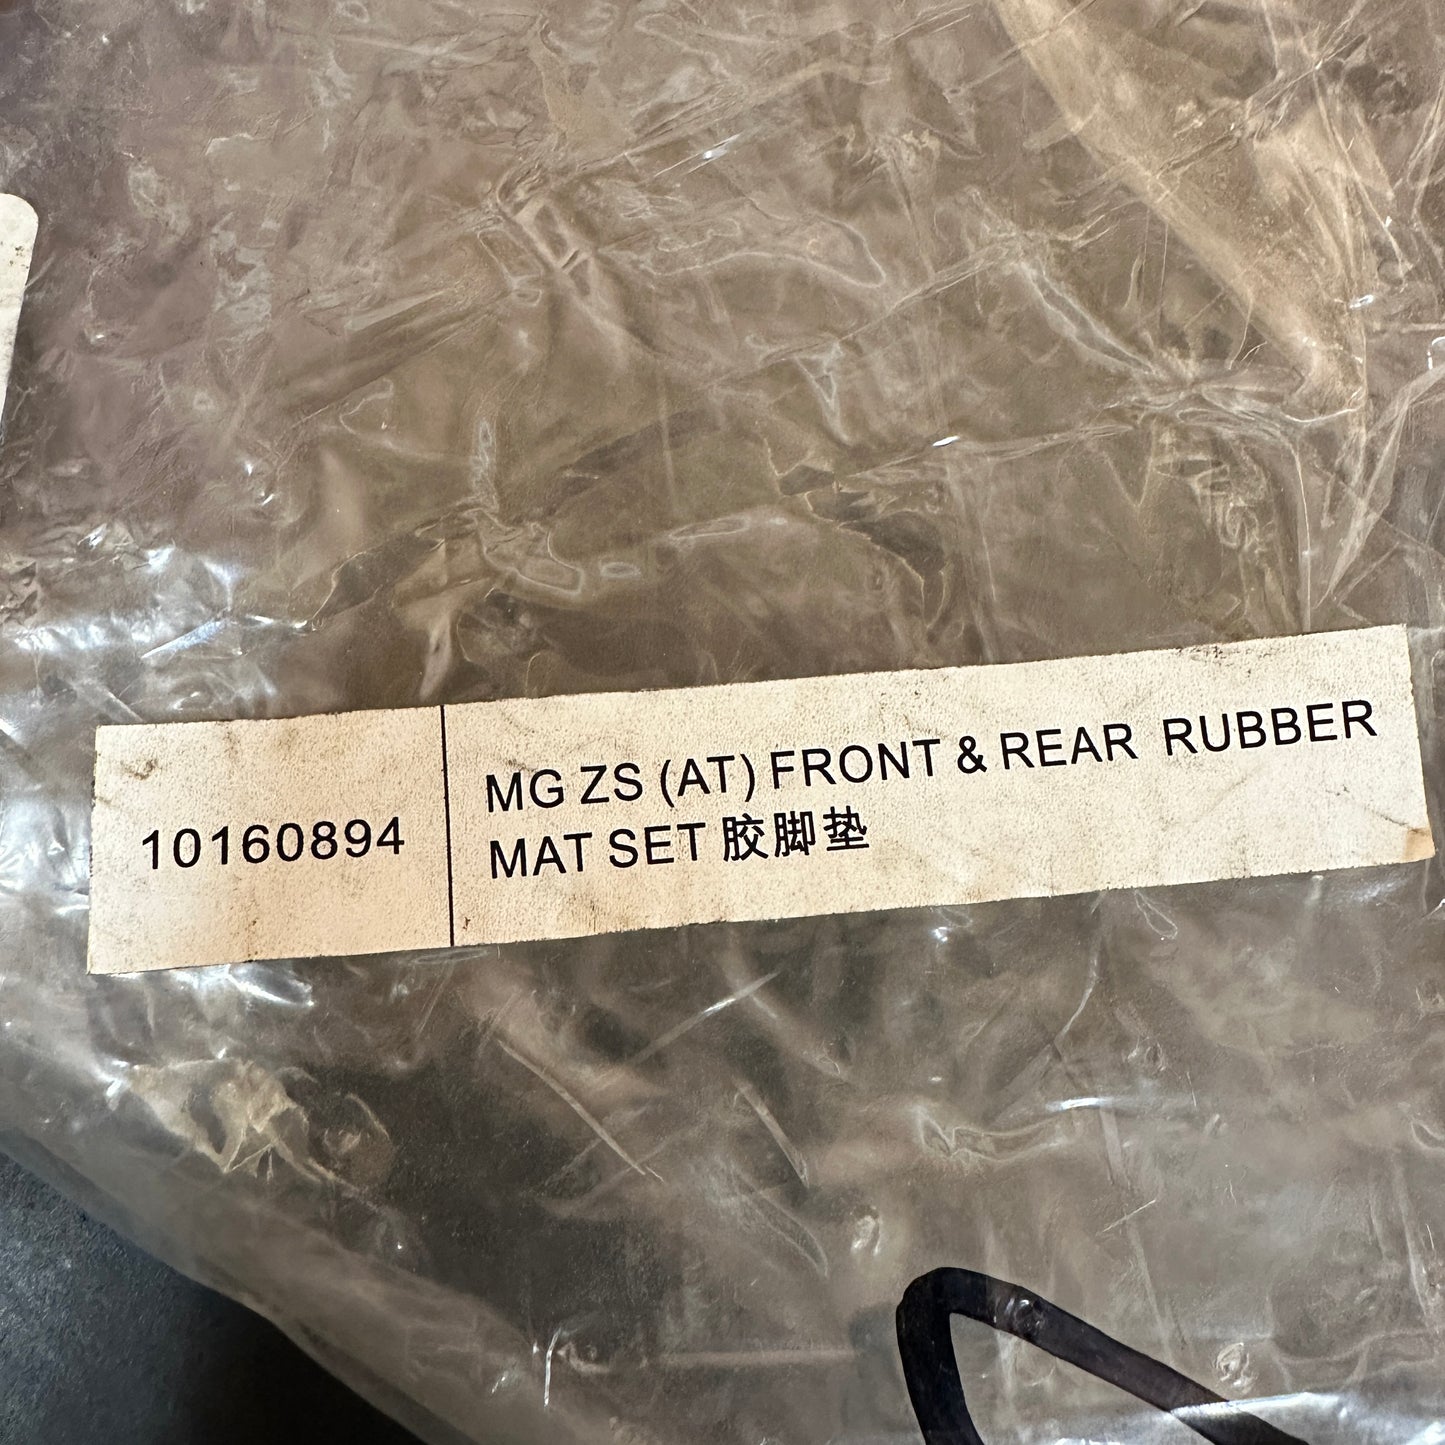 10160894
MG ZS (AT) FRONT & REAR RUBBER
MAT SET 胶脚垫